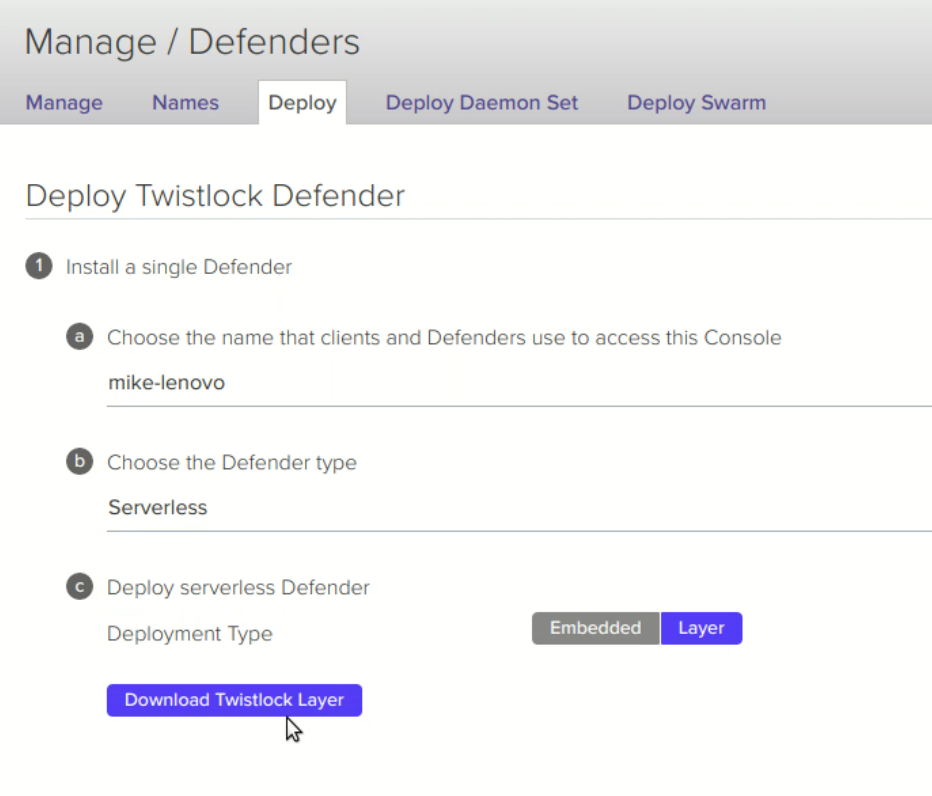 Manage / Defenders
Manage Names Deploy Deploy Daemon Set Deploy Swarm
Deploy Twistlock Defender
1 Install a single Defender
a Choose the name that clients and Defenders use to access this Console
mike-lenovo
b Choose the Defender type
Serverless
c Deploy serverless Defender
Deployment Type Embedded Layer
Download Twistlock Layer